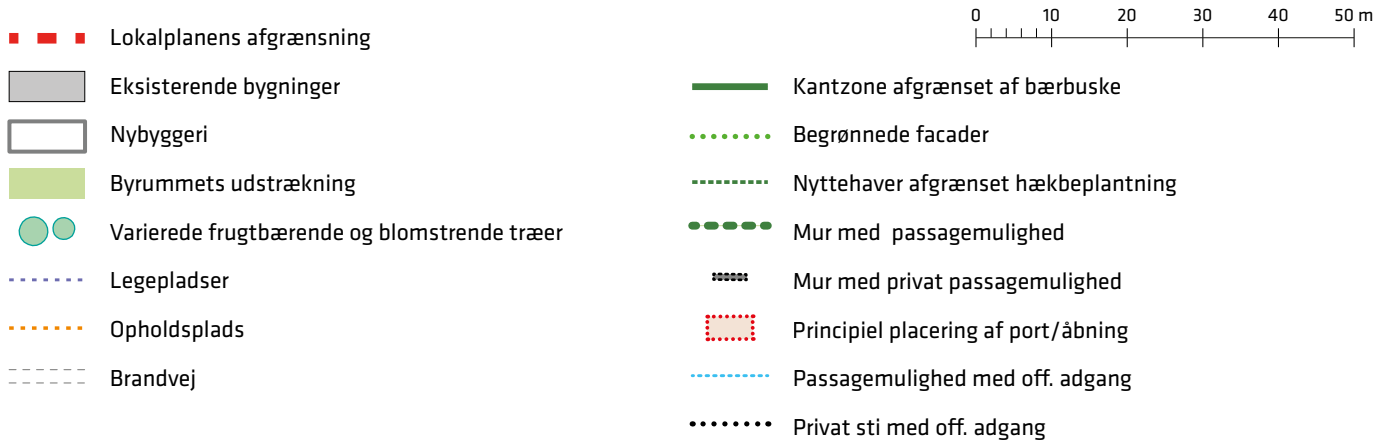 0 10 20 30 40 50 m
Lokalplanens afgrænsning
Eksisterende bygninger
Nybyggeri
Byrummets udstrækning
Varierede frugtbærende og blomstrende træer
Legepladser
Opholdsplads
Brandvej
Kantzone afgrænset af bærbuske
Begrønnede facader
Nyttehaver afgrænset hækbeplantning
Mur med  passagemulighed
Mur med privat passagemulighed
Principiel placering af port/åbning
Passagemulighed med off. adgang
Privat sti med off. adgang